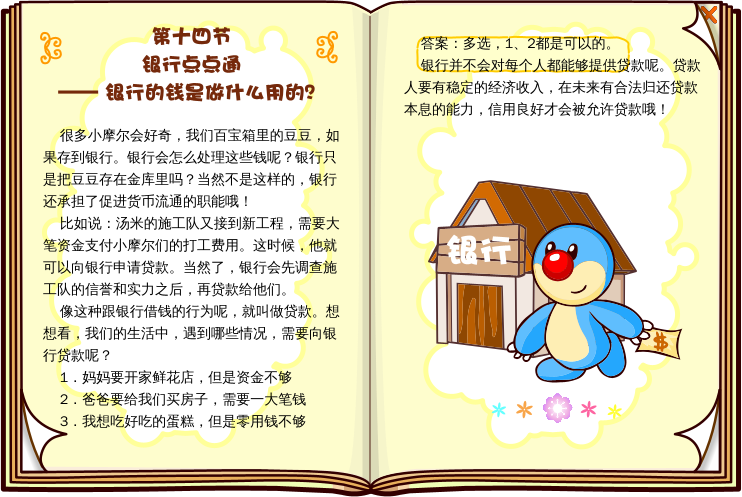 第十四节
银行点点通
—— 银行的钱是做什么用的？
很多小摩尔会好奇，我们百宝箱里的豆豆，如
果存到银行。银行会怎么处理这些钱呢？银行只
是把豆豆存在金库里吗？当然不是这样的，银行
还承担了促进货币流通的职能哦！
比如说：汤米的施工队又接到新工程，需要大
笔资金支付小摩尔们的打工费用。这时候，他就
可以向银行申请贷款。当然了，银行会先调查施
工队的信誉和实力之后，再贷款给他们。
像这种跟银行借钱的行为呢，就叫做贷款。想
想看，我们的生活中，遇到哪些情况，需要向银
行贷款呢？
1．妈妈要开家鲜花店，但是资金不够
2．爸爸要给我们买房子，需要一大笔钱
3．我想吃好吃的蛋糕，但是零用钱不够
答案：多选，1、2都是可以的。
银行并不会对每个人都能够提供贷款呢。贷款
人要有稳定的经济收入，在未来有合法归还贷款
本息的能力，信用良好才会被允许贷款哦！
银行
$